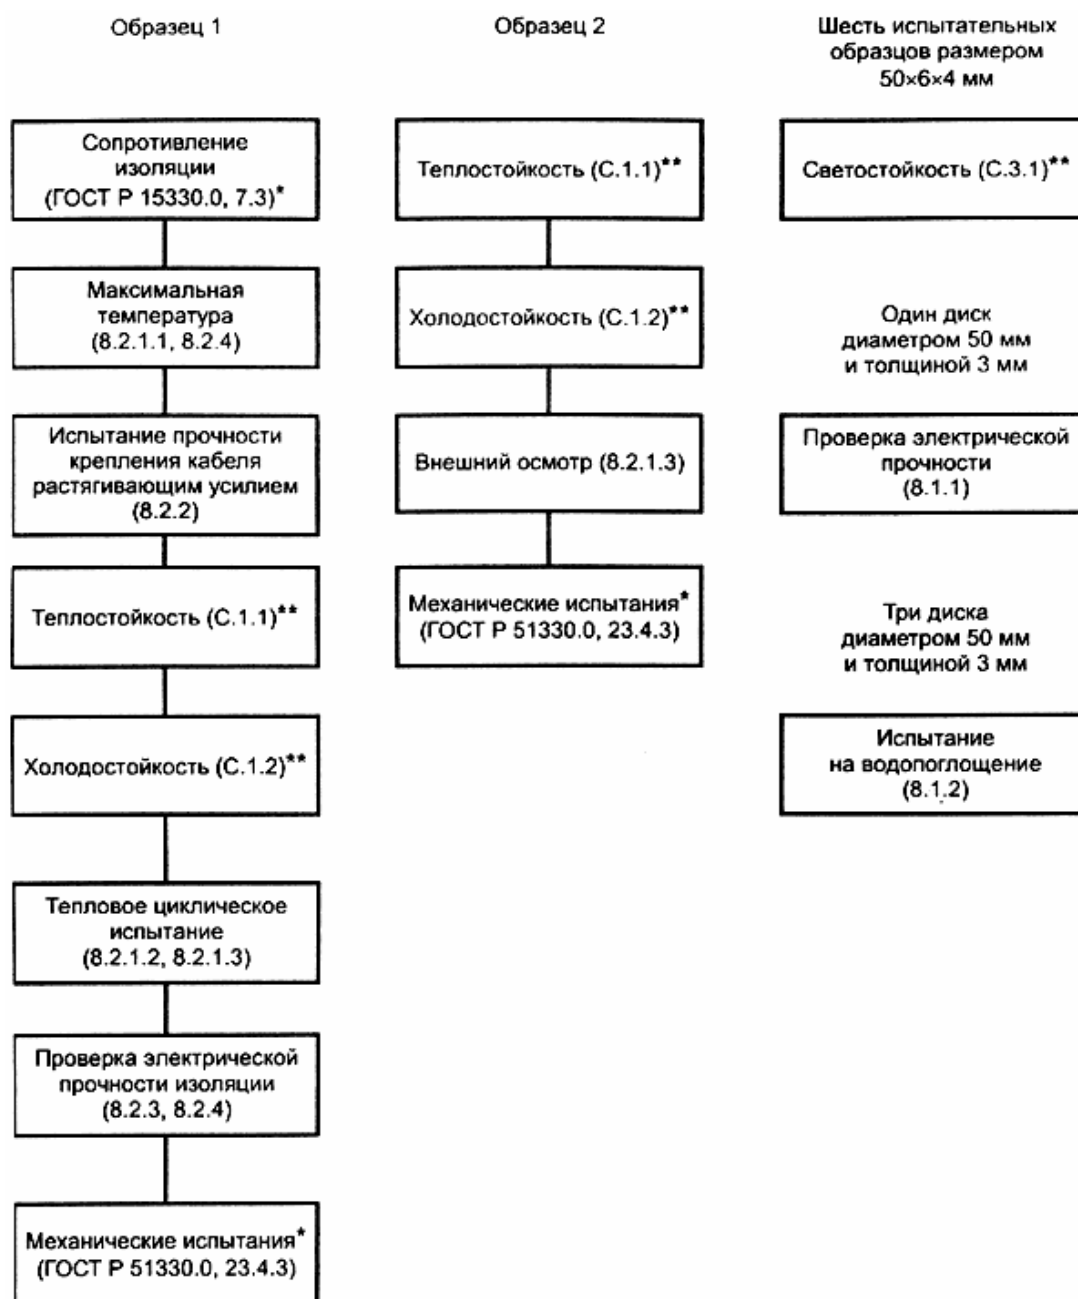 Образец 1
Сопротивление
изоляции
(ГОСТ Р 15330.0, 7.3)*
Максимальная
температура
(8.2.1.1, 8.2.4)
Испытание прочности
крепления кабеля
растягивающим усилием
(8.2.2)
Теплостойкость (С.1.1)**
Холодостойкость (С.1.2)**
Тепловое циклическое
испытание
(8.2.1.2, 8.2.1.3)
Проверка электрической
прочности изоляции
(8.2.3, 8.2.4)
Механические испытания*
(ГОСТ Р 51330.0, 23.4.3)
Образец 2
Теплостойкость (С.1.1)**
Холодостойкость (С.1.2)**
Внешний осмотр (8.2.1.3)
Механические испытания*
(ГОСТ Р 51330.0, 23.4.3)
Шесть испытательных
образцов размером
50×6×4 мм
Светостойкость (С.3.1)**
Один диск
диаметром 50 мм
и толщиной 3 мм
Проверка электрической
прочности
(8.1.1)
Три диска
диаметром 50 мм
и толщиной 3 мм
Испытание
на водопоглощение
(8.1.2)